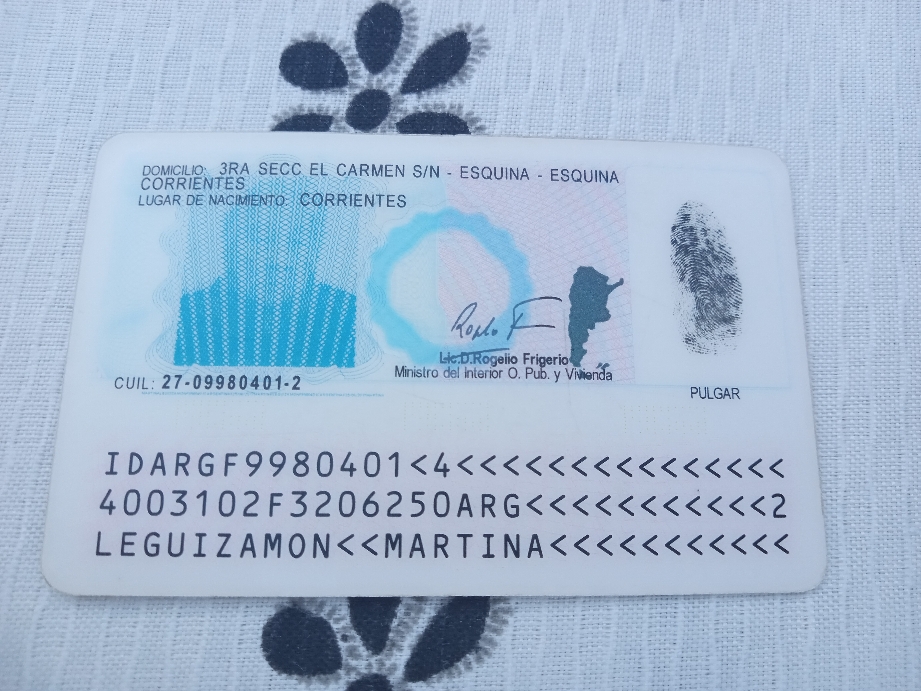 DOMICILIO: 3RA SECC EL CARMEN S/N - ESQUINA - ESQUINA
CORRIENTES
LUGAR DE NACIMIENTO: CORRIENTES
Lic.D.Rogelio Frigerio
Ministro del Interior O. Pub. y Vivienda
CUIL: 27-09980401-2
PULGAR
IDARGF9980401<4<<<<<<<<<<<<<<<
4003102F3206250ARG<<<<<<<<<<<2
LEGUIZAMON<<MARTINA<<<<<<<<<<<